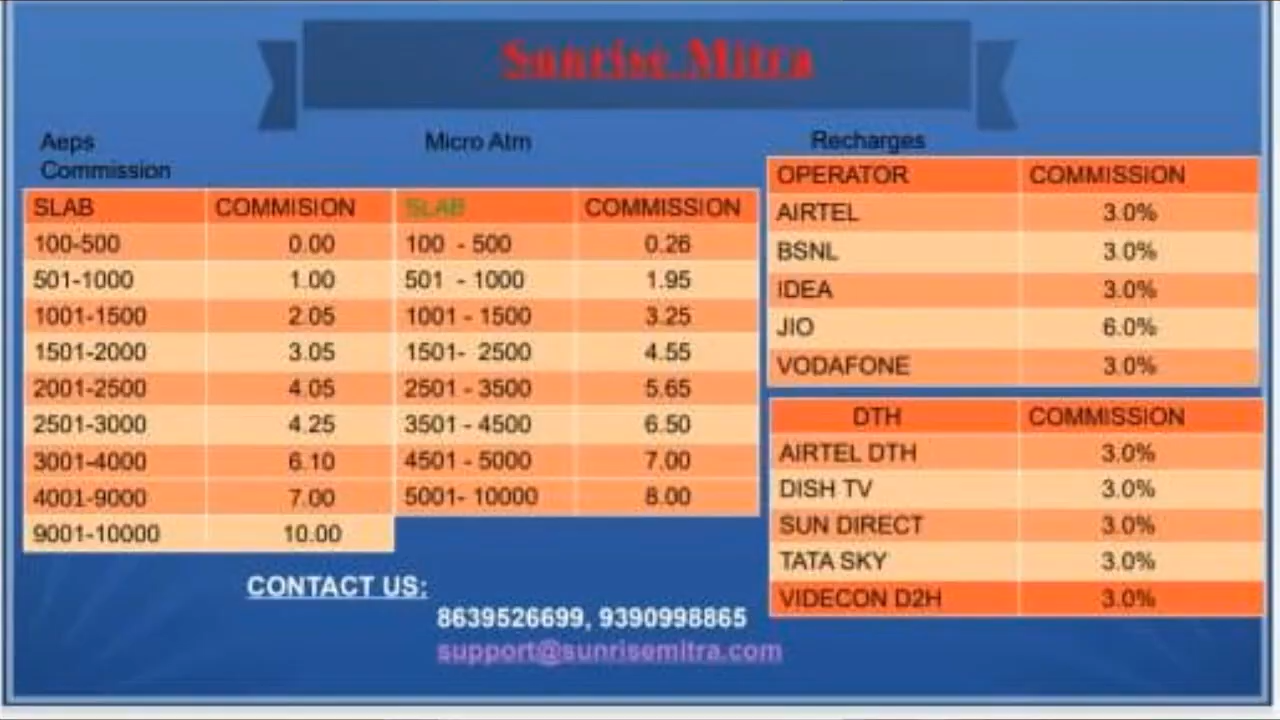 Sunrise Mitra
Aeps
Commission
SLAB COMMISION
100-500 0.00
501-1000 1.00
1001-1500 2.05
1501-2000 3.05
2001-2500 4.05
2501-3000 4.25
3001-4000 6.10
4001-9000 7.00
9001-10000 10.00
Micro Atm
SLAB COMMISSION
100 - 500 0.26
501 - 1000 1.95
1001 - 1500 3.25
1501- 2500 4.55
2501 - 3500 5.65
3501 - 4500 6.50
4501 - 5000 7.00
5001- 10000 8.00
Recharges
OPERATOR COMMISSION
AIRTEL 3.0%
BSNL 3.0%
IDEA 3.0%
JIO 6.0%
VODAFONE 3.0%
DTH COMMISSION
AIRTEL DTH 3.0%
DISH TV 3.0%
SUN DIRECT 3.0%
TATA SKY 3.0%
VIDECON D2H 3.0%
CONTACT US:
8639526699, 9390998865
support@sunrisemitra.com